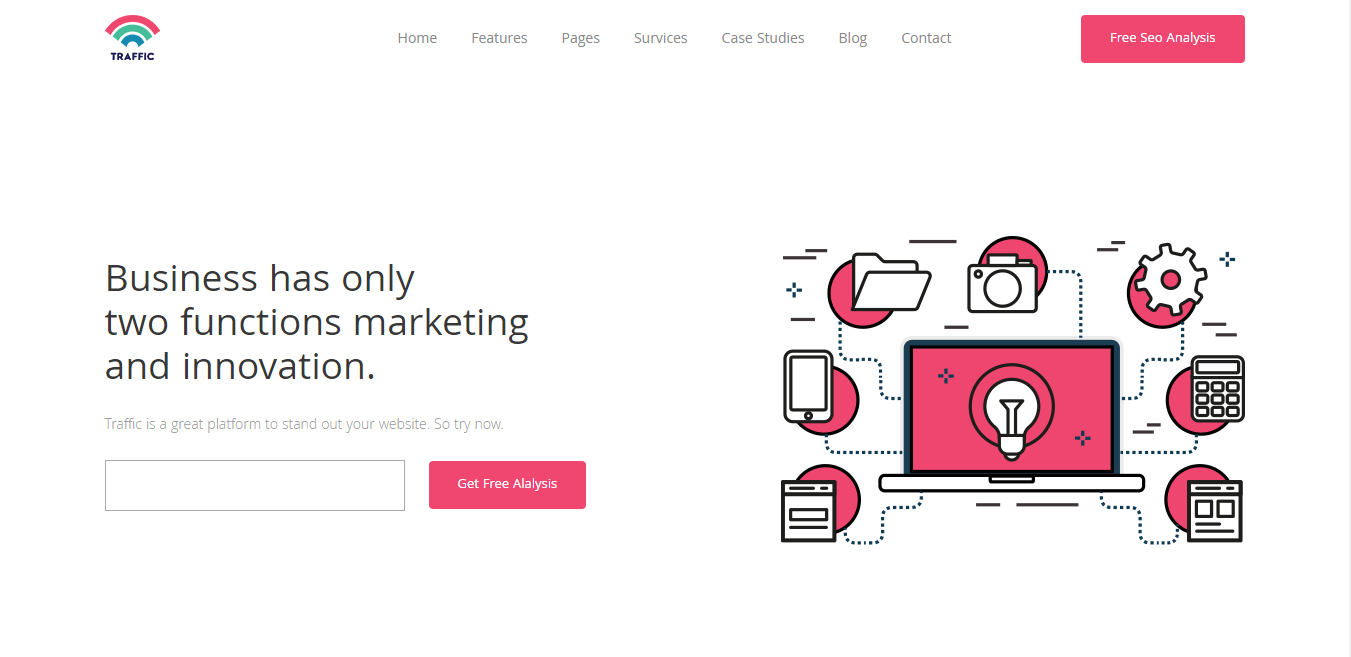 TRAFFIC
Home Features Pages Survices Case Studies Blog Contact
Free Seo Analysis
Business has only
two functions marketing
and innovation.
Traffic is a great platform to stand out your website. So try now.
Get Free Alalysis